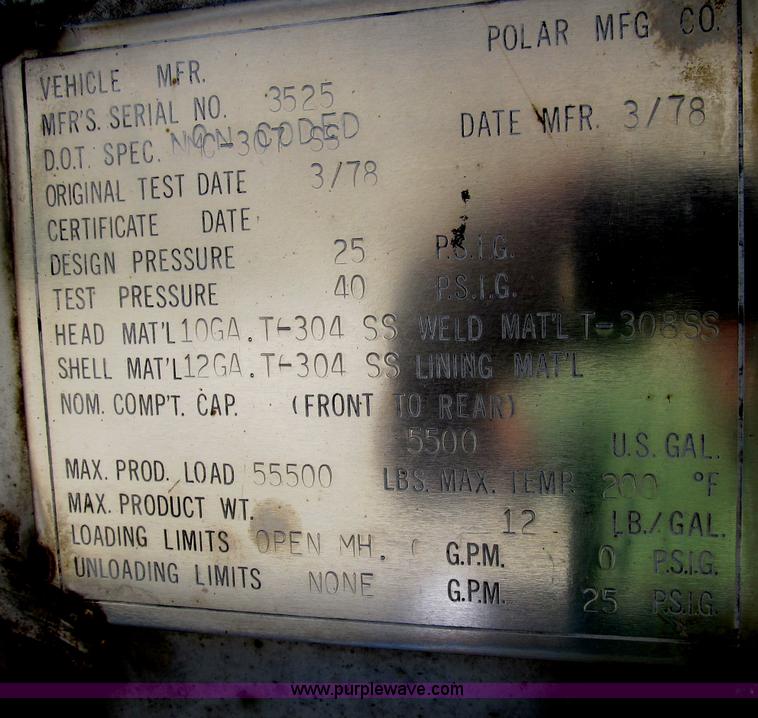 VEHICLE MFR. POLAR MFG CO.
MFR'S. SERIAL NO. 3525 DATE MFR. 3/78
D.O.T. SPEC. NON CODED
ORIGINAL TEST DATE 3/78
CERTIFICATE DATE
DESIGN PRESSURE 25 P.S.I.G.
TEST PRESSURE 40 P.S.I.G.
HEAD MAT'L 10GA. T-304 SS WELD MAT'L T-308SS
SHELL MAT'L 12GA. T-304 SS LINING MAT'L
NOM. COMP'T. CAP. (FRONT TO REAR)
5500 U.S. GAL.
MAX. PROD. LOAD 55500 LBS. MAX. TEMP. 200 °F
MAX. PRODUCT WT. 12 LB./GAL.
LOADING LIMITS OPEN MH. G.P.M. 0 P.S.I.G.
UNLOADING LIMITS NONE G.P.M. 25 P.S.I.G.
www.purplewave.com